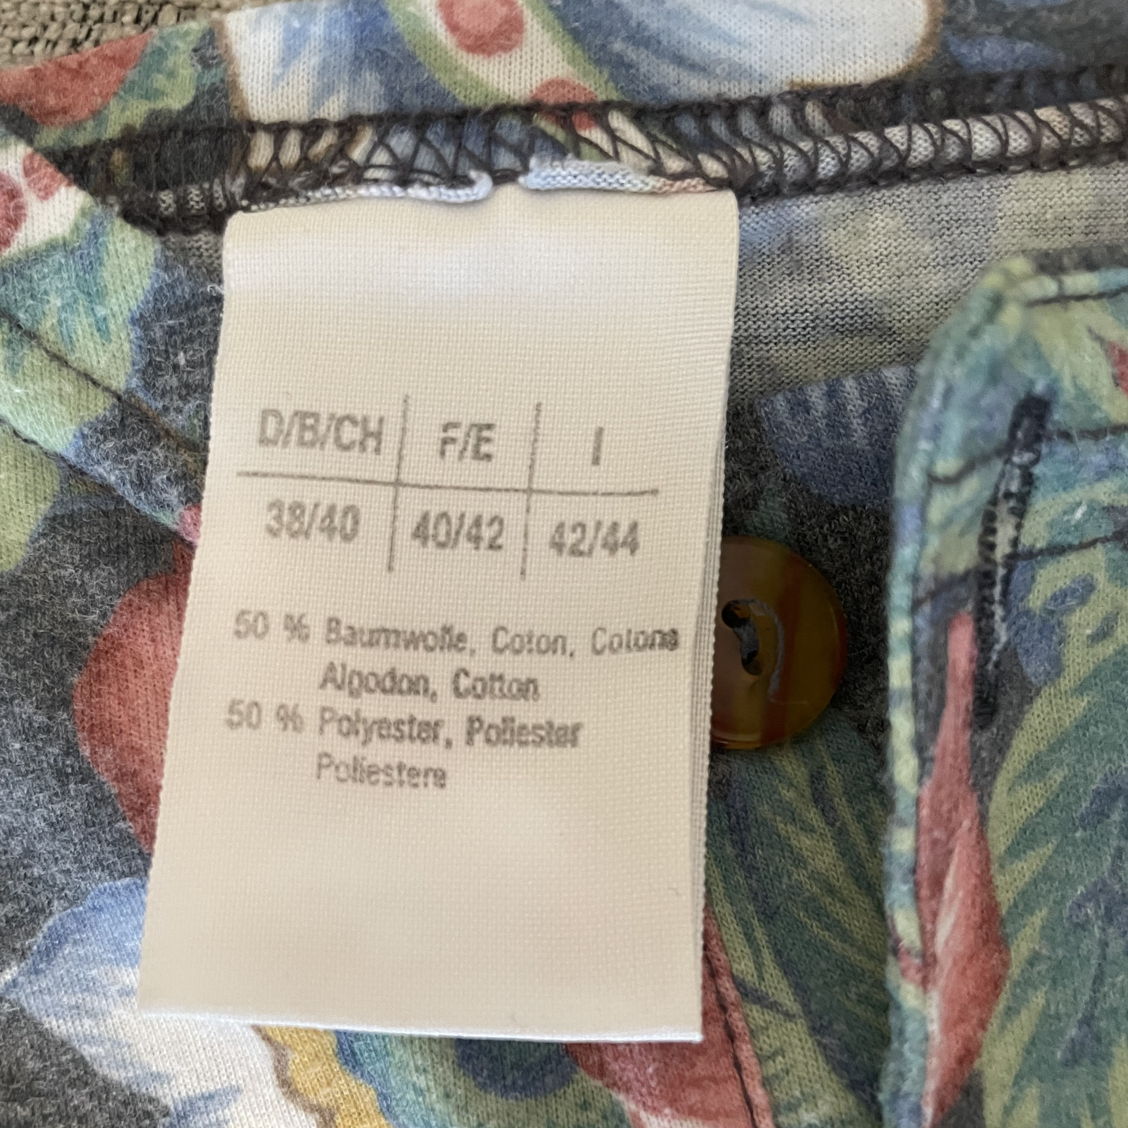 D/B/CH F/E I
38/40 40/42 42/44
50 % Baumwolle, Coton, Cotone
Algodon, Cotton
50 % Polyester, Poliester
Poliestere